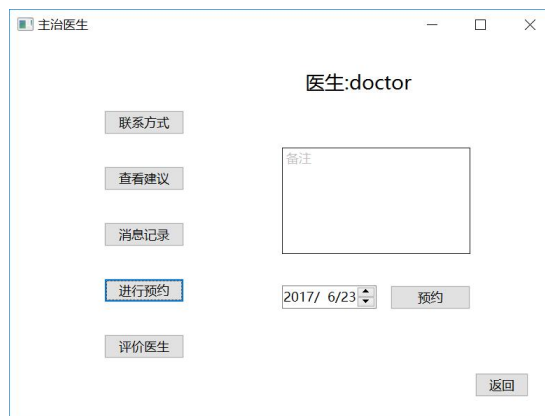 主治医生
医生:doctor
联系方式
备注
查看建议
消息记录
进行预约
2017/ 6/23
预约
评价医生
返回